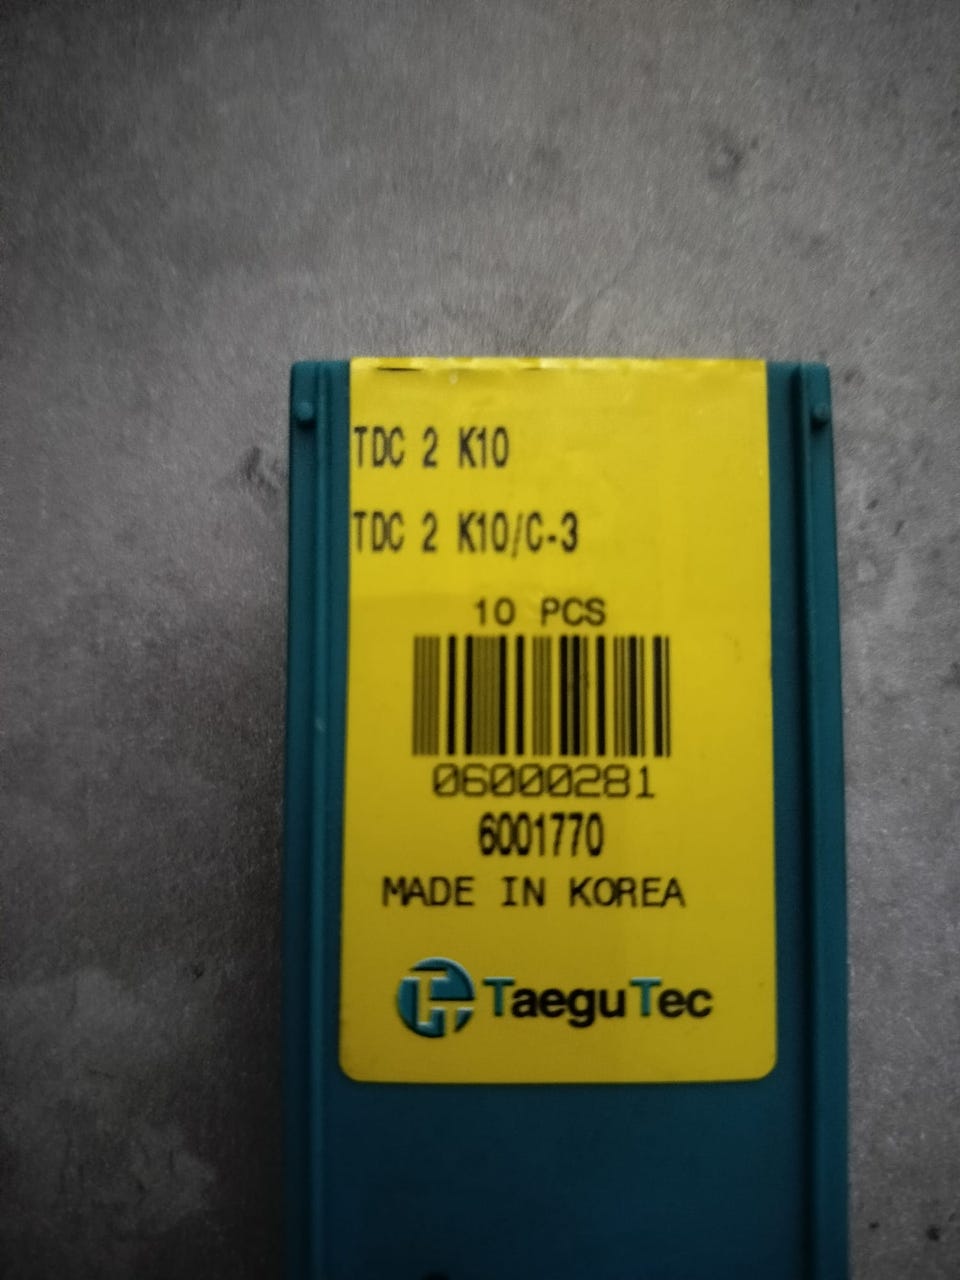 TDC 2 K10
TDC 2 K10/C-3
10 PCS
06000281
6001770
MADE IN KOREA
TaeguTec